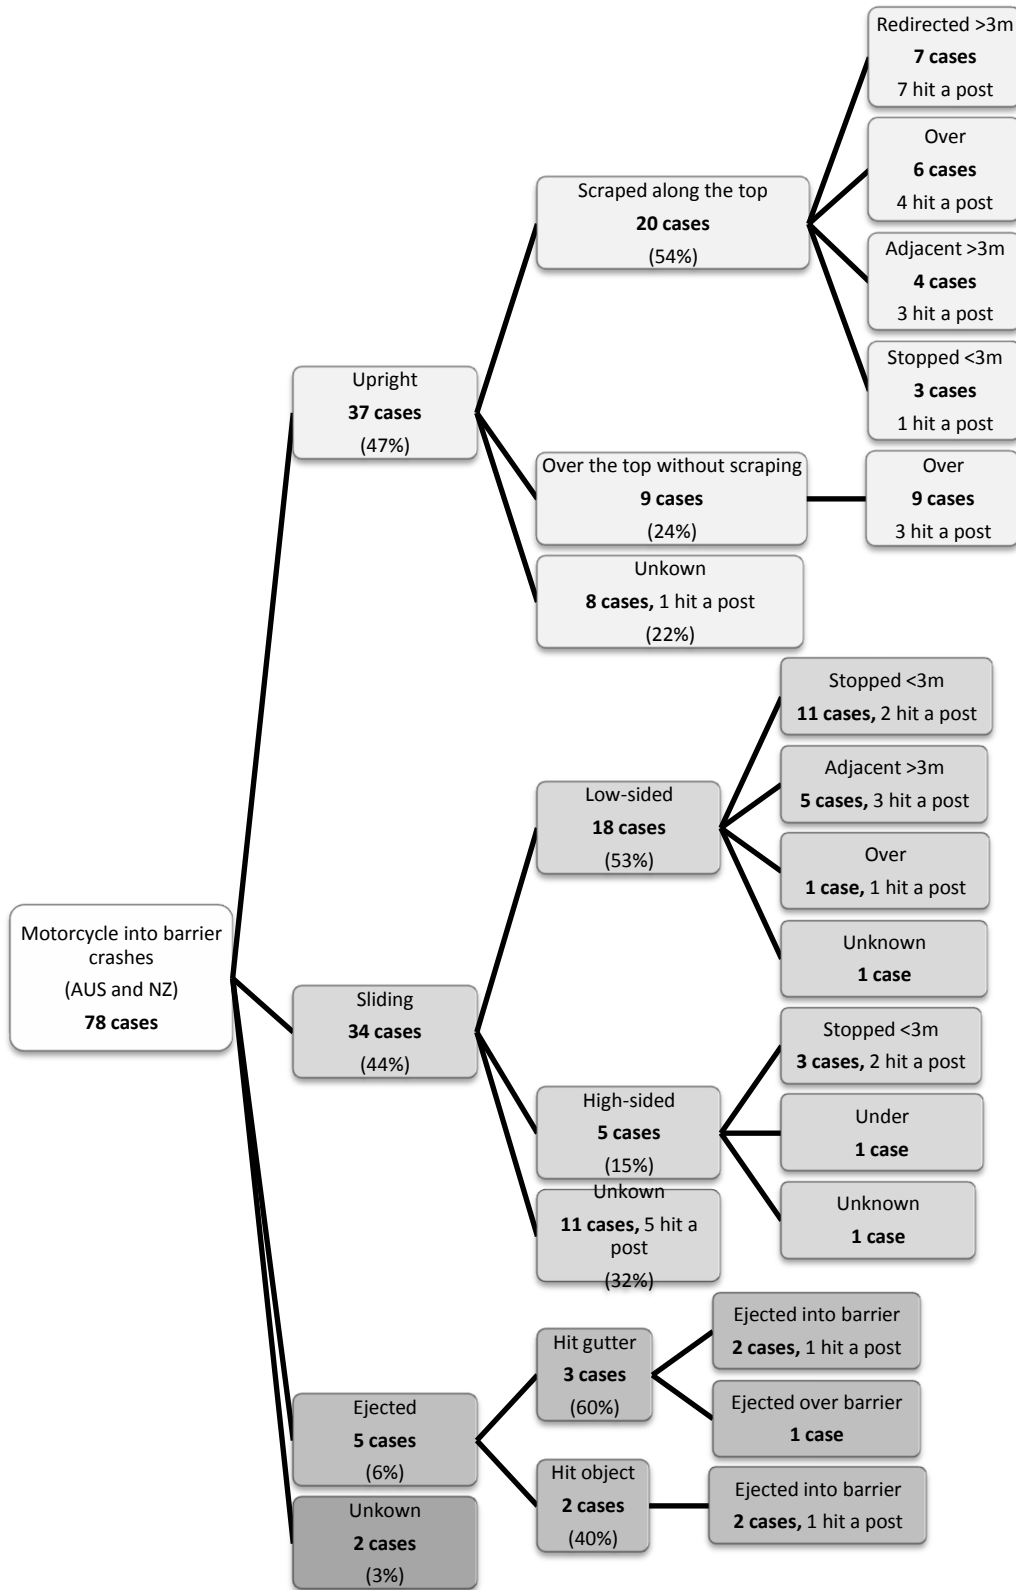 Redirected >3m
7 cases
7 hit a post
Over
6 cases
4 hit a post
Scraped along the top
20 cases
(54%)
Adjacent >3m
4 cases
3 hit a post
Stopped <3m
3 cases
1 hit a post
Upright
37 cases
(47%)
Over the top without scraping
9 cases
(24%)
Over
9 cases
3 hit a post
Unkown
8 cases, 1 hit a post
(22%)
Stopped <3m
11 cases, 2 hit a post
Adjacent >3m
5 cases, 3 hit a post
Low-sided
18 cases
(53%)
Over
1 case, 1 hit a post
Unknown
1 case
Motorcycle into barrier
crashes
(AUS and NZ)
78 cases
Sliding
34 cases
(44%)
Stopped <3m
3 cases, 2 hit a post
High-sided
5 cases
(15%)
Under
1 case
Unknown
1 case
Unkown
11 cases, 5 hit a
post
(32%)
Ejected into barrier
2 cases, 1 hit a post
Hit gutter
3 cases
(60%)
Ejected over barrier
1 case
Ejected
5 cases
(6%)
Hit object
2 cases
(40%)
Ejected into barrier
2 cases, 1 hit a post
Unkown
2 cases
(3%)